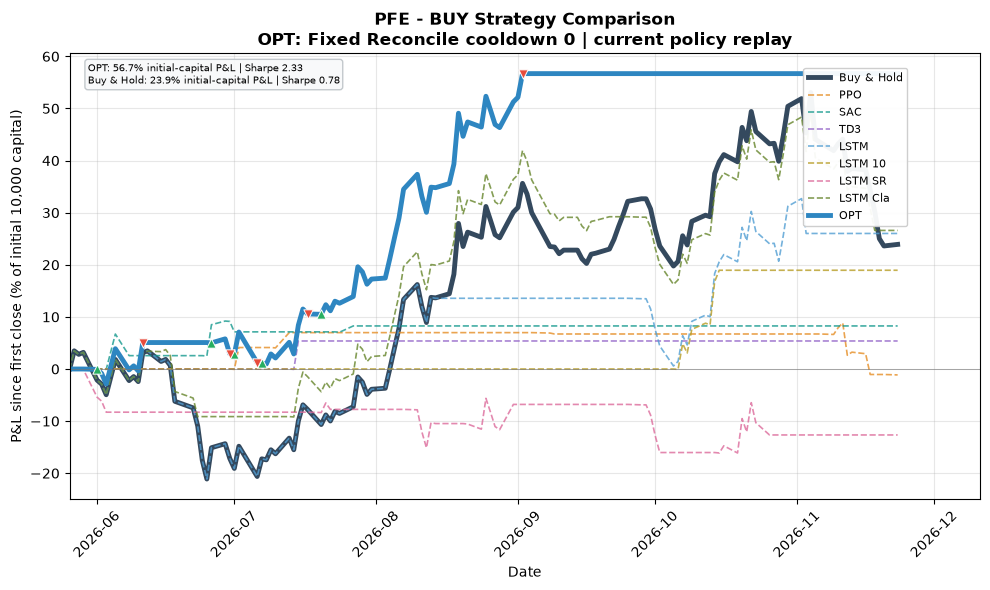 PFE - BUY Strategy Comparison
OPT: Fixed Reconcile cooldown 0 | current policy replay
OPT: 56.7% initial-capital P&L | Sharpe 2.33
Buy & Hold: 23.9% initial-capital P&L | Sharpe 0.78
Buy & Hold
PPO
SAC
TD3
LSTM
LSTM 10
LSTM SR
LSTM Cla
OPT
P&L since first close (% of initial 10,000 capital)
60
50
40
30
20
10
0
−10
−20
2026-06
2026-07
2026-08
2026-09
2026-10
2026-11
2026-12
Date